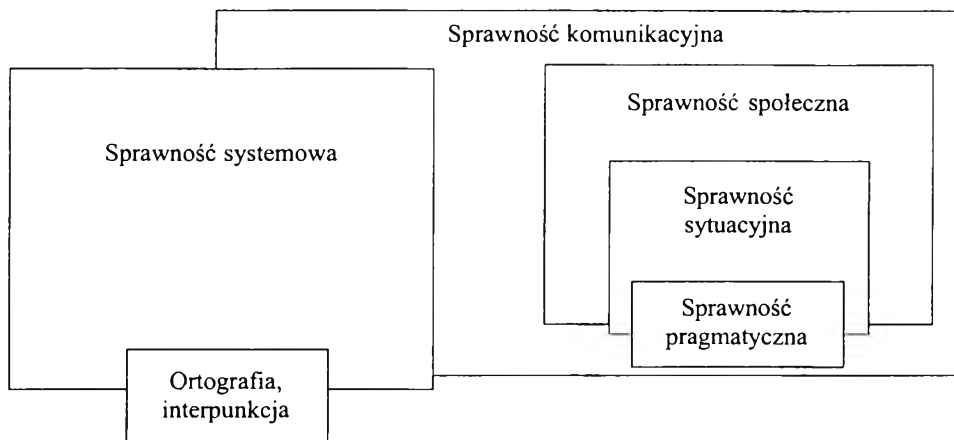 Sprawność komunikacyjna
Sprawność społeczna
Sprawność systemowa
Sprawność
sytuacyjna
Sprawność
pragmatyczna
Ortografia,
interpunkcja